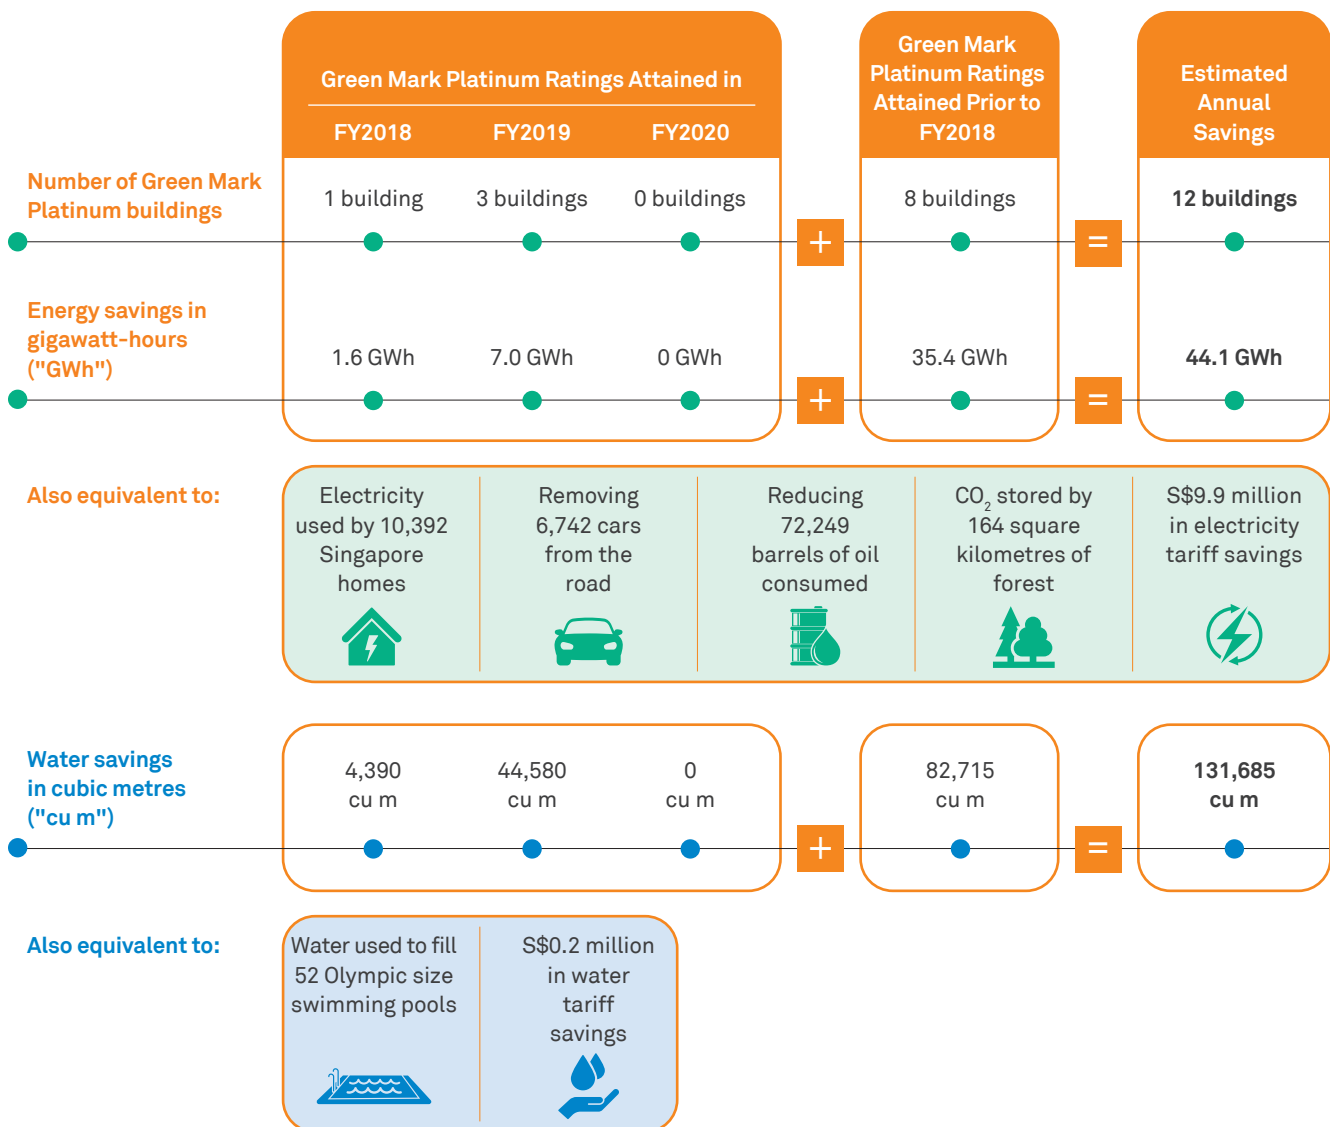 Green Mark Platinum Ratings Attained in
FY2018
FY2019
FY2020
Green Mark
Platinum Ratings
Attained Prior to
FY2018
Estimated
Annual
Savings
Number of Green Mark
Platinum buildings
1 building
3 buildings
0 buildings
+
8 buildings
=
12 buildings
Energy savings in
gigawatt-hours
("GWh")
1.6 GWh
7.0 GWh
0 GWh
+
35.4 GWh
=
44.1 GWh
Also equivalent to:
Electricity
used by 10,392
Singapore
homes
Removing
6,742 cars
from the
road
Reducing
72,249
barrels of oil
consumed
CO₂ stored by
164 square
kilometres of
forest
S$9.9 million
in electricity
tariff savings
Water savings
in cubic metres
("cu m")
4,390
cu m
44,580
cu m
0
cu m
+
82,715
cu m
=
131,685
cu m
Also equivalent to:
Water used to fill
52 Olympic size
swimming pools
S$0.2 million
in water
tariff
savings